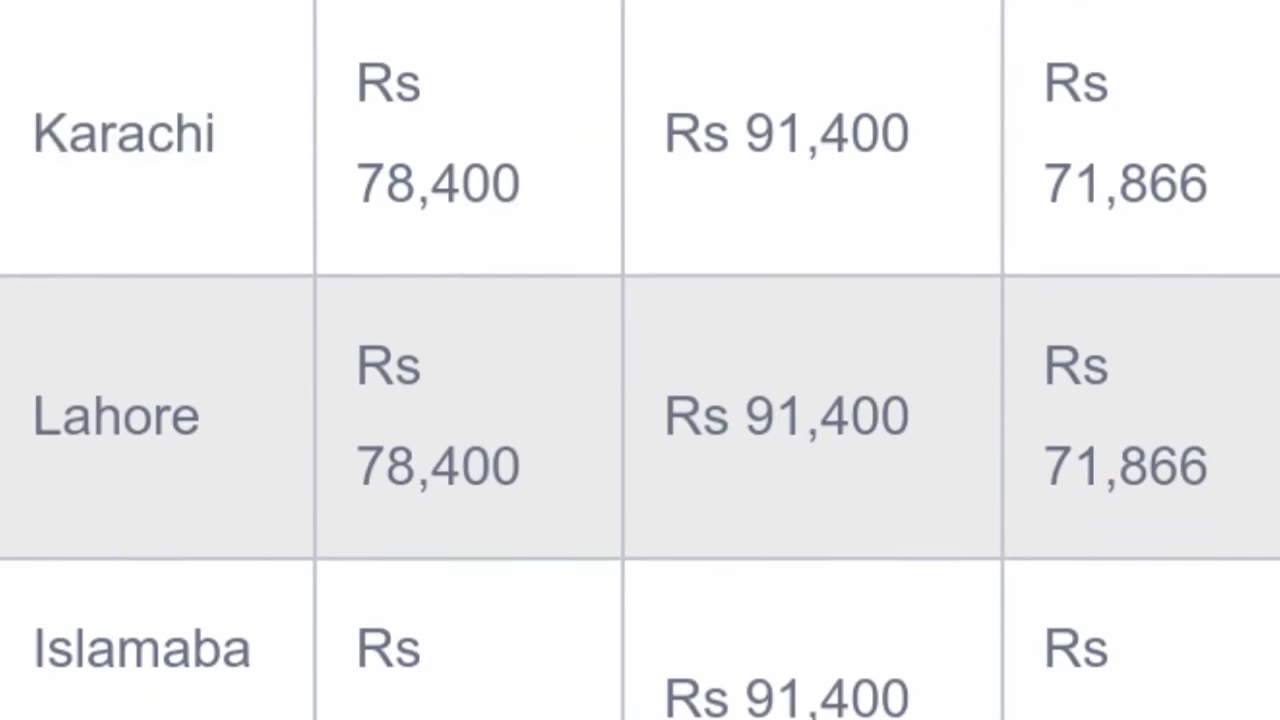 Karachi
Rs
78,400
Rs 91,400
Rs
71,866
Lahore
Rs
78,400
Rs 91,400
Rs
71,866
Islamaba
Rs
Rs 91,400
Rs